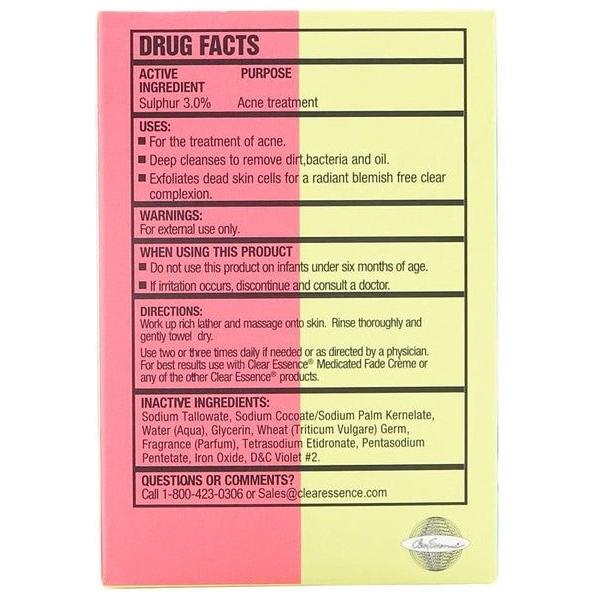 DRUG FACTS
ACTIVE PURPOSE
INGREDIENT
Sulphur 3.0% Acne treatment
USES:
■ For the treatment of acne.
■ Deep cleanses to remove dirt,bacteria and oil.
■ Exfoliates dead skin cells for a radiant blemish free clear
complexion.
WARNINGS:
For external use only.
WHEN USING THIS PRODUCT
■ Do not use this product on infants under six months of age.
■ If irritation occurs, discontinue and consult a doctor.
DIRECTIONS:
Work up rich lather and massage onto skin. Rinse thoroughly and
gently towel dry.
Use two or three times daily if needed or as directed by a physician.
For best results use with Clear Essence® Medicated Fade Crème or
any of the other Clear Essence® products.
INACTIVE INGREDIENTS:
Sodium Tallowate, Sodium Cocoate/Sodium Palm Kernelate,
Water (Aqua), Glycerin, Wheat (Triticum Vulgare) Germ,
Fragrance (Parfum), Tetrasodium Etidronate, Pentasodium
Pentetate, Iron Oxide, D&C Violet #2.
QUESTIONS OR COMMENTS?
Call 1-800-423-0306 or Sales@clearessence.com
Clear Essence